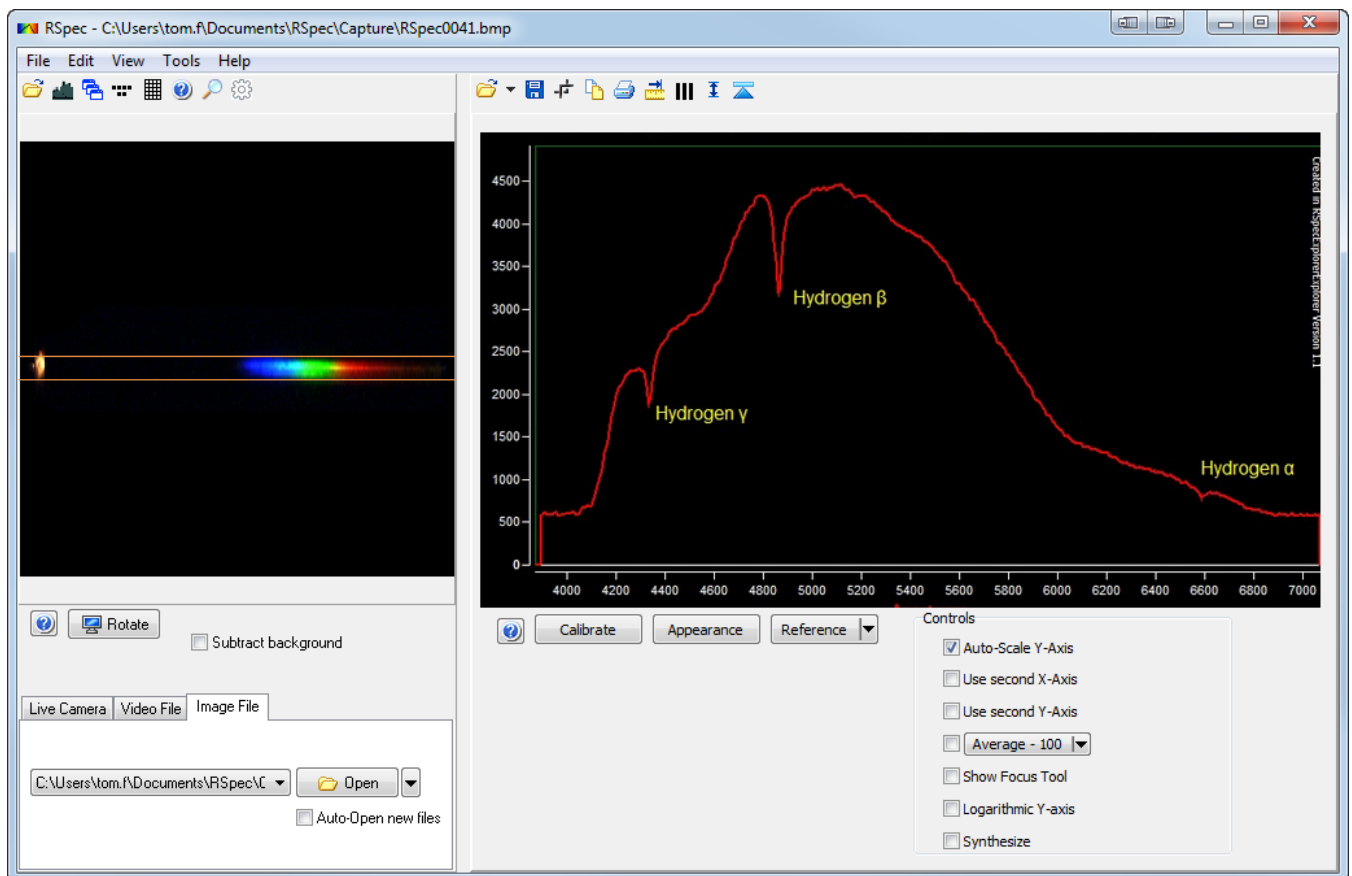 RSpec - C:\Users\tom.f\Documents\RSpec\Capture\RSpec0041.bmp
File Edit View Tools Help
Created in RSpecExplorerExplorer Version 1.1
4500
4000
3500
3000
2500
2000
1500
1000
500
0
Hydrogen β
Hydrogen γ
Hydrogen α
4000 4200 4400 4600 4800 5000 5200 5400 5600 5800 6000 6200 6400 6600 6800 7000
Rotate
Subtract background
Live Camera Video File Image File
C:\Users\tom.f\Documents\RSpec\C
Open
Auto-Open new files
Calibrate Appearance Reference
Controls
Auto-Scale Y-Axis
Use second X-Axis
Use second Y-Axis
Average - 100
Show Focus Tool
Logarithmic Y-axis
Synthesize